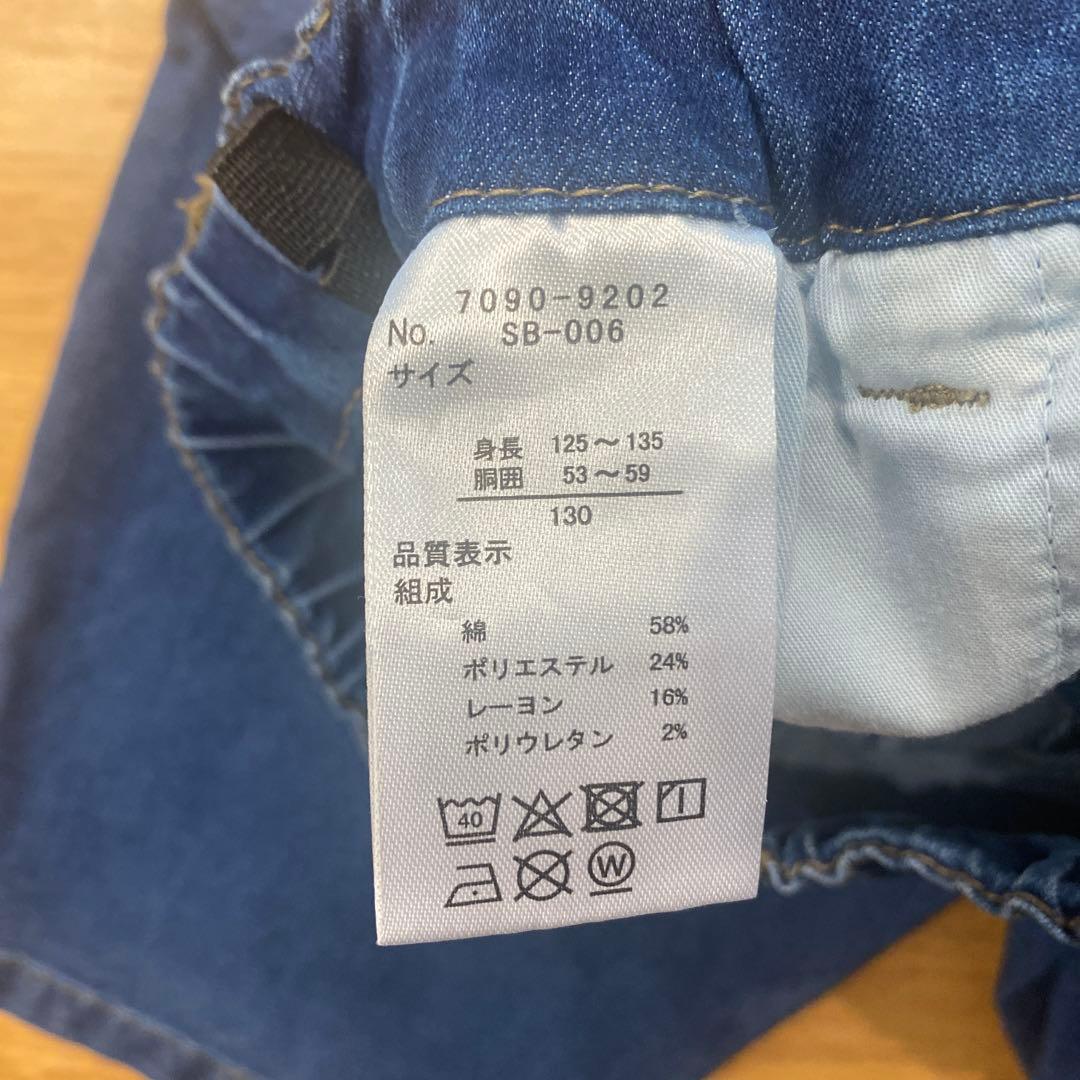 7090-9202
No. SB-006
サイズ
身長 125～135
胴囲 53～59
130
品質表示
組成
綿 58%
ポリエステル 24%
レーヨン 16%
ポリウレタン 2%
40
W